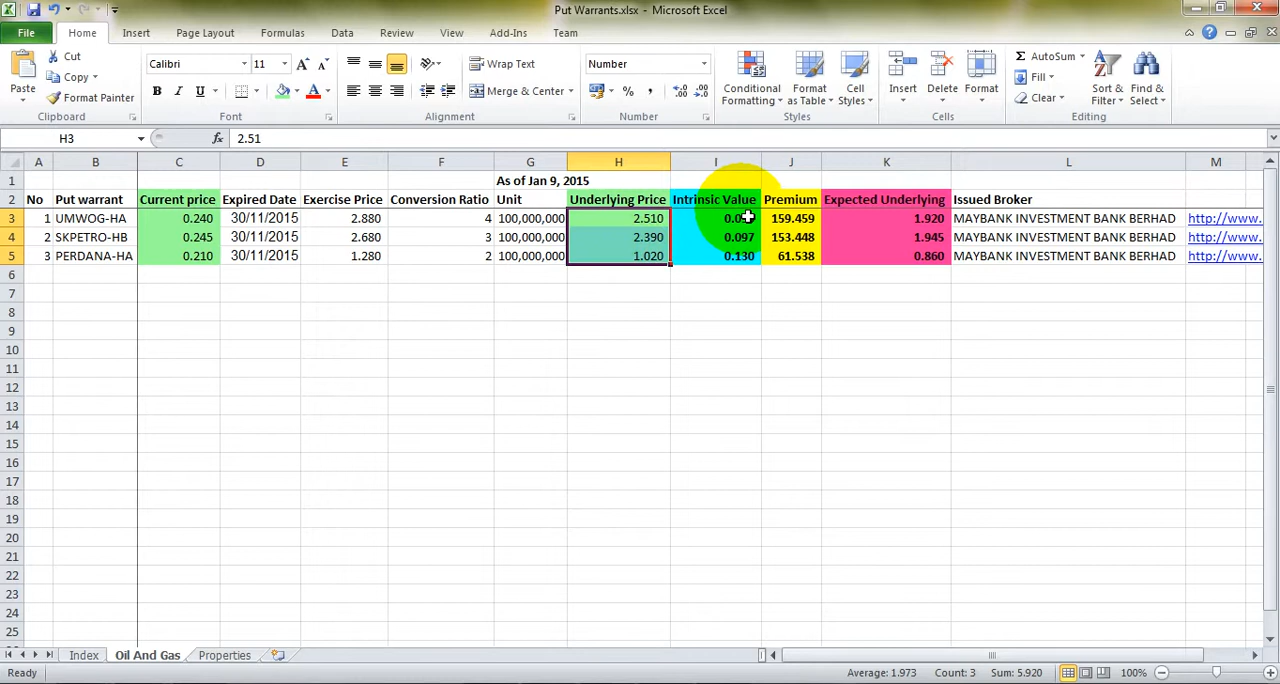 Put Warrants.xlsx - Microsoft Excel
File Home Insert Page Layout Formulas Data Review View Add-Ins Team
Cut Calibri 11 Wrap Text Number AutoSum
Copy Fill
Paste Format Painter Merge & Center Conditional Formatting Format as Table Cell Styles Insert Delete Format Clear Sort & Filter Find & Select
Clipboard Font Alignment Number Styles Cells Editing
H3 fx 2.51
A B C D E F G H I J K L M
1 As of Jan 9, 2015
2 No Put warrant Current price Expired Date Exercise Price Conversion Ratio Unit Underlying Price Intrinsic Value Premium Expected Underlying Issued Broker
3 1 UMWOG-HA 0.240 30/11/2015 2.880 4 100,000,000 2.510 159.459 1.920 MAYBANK INVESTMENT BANK BERHAD http://www.
4 2 SKPETRO-HB 0.245 30/11/2015 2.680 3 100,000,000 2.390 0.097 153.448 1.945 MAYBANK INVESTMENT BANK BERHAD http://www.
5 3 PERDANA-HA 0.210 30/11/2015 1.280 2 100,000,000 1.020 0.130 61.538 0.860 MAYBANK INVESTMENT BANK BERHAD http://www.
6
7
8
9
10
11
12
13
14
15
16
17
18
19
20
21
22
23
24
25
Index Oil And Gas Properties
Ready Average: 1.973 Count: 3 Sum: 5.920 100%